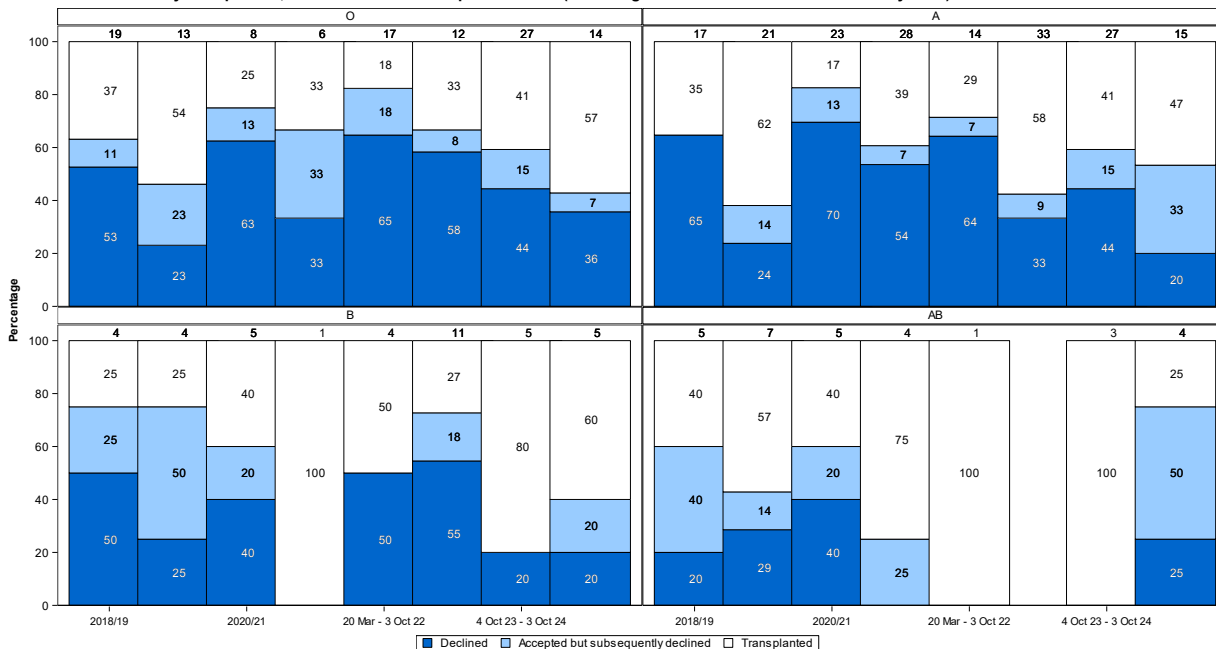 O A
19 13 8 6 17 12 27 14 17 21 23 28 14 33 27 15
100
80
60
40
20
0
37 54 25 33 18 33 41 57
11 23 13 33 18 8 15 7
53 23 63 33 65 58 44 36
35 62 17 39 29 58 41 47
14 13 7 7 9 15 33
65 24 70 54 64 33 44 20
Percentage
B AB
4 4 5 1 4 11 5 5 5 7 5 4 1 3 4
100
80
60
40
20
0
25 25 40 100 50 27 80 60
25 50 20 18 20
50 25 40 50 55 20 20
40 57 40 75 100 100 25
40 14 20 25 50
20 29 40 25
2018/19 2020/21 20 Mar - 3 Oct 22 4 Oct 23 - 3 Oct 24 2018/19 2020/21 20 Mar - 3 Oct 22 4 Oct 23 - 3 Oct 24
Declined Accepted but subsequently declined Transplanted